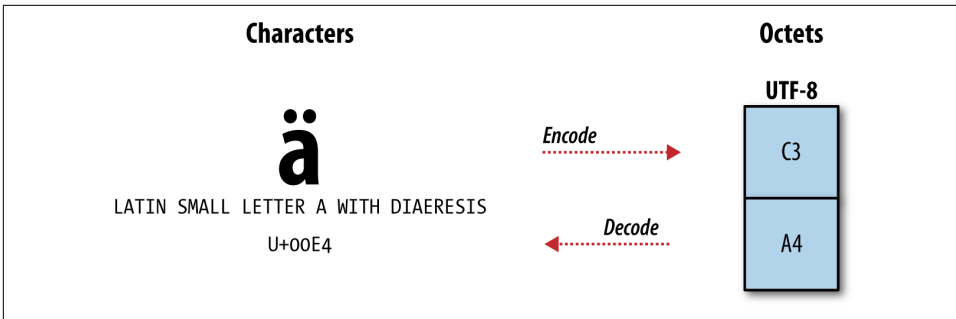 Characters
Octets
UTF-8
ä
Encode
C3
LATIN SMALL LETTER A WITH DIAERESIS
Decode
U+00E4
A4